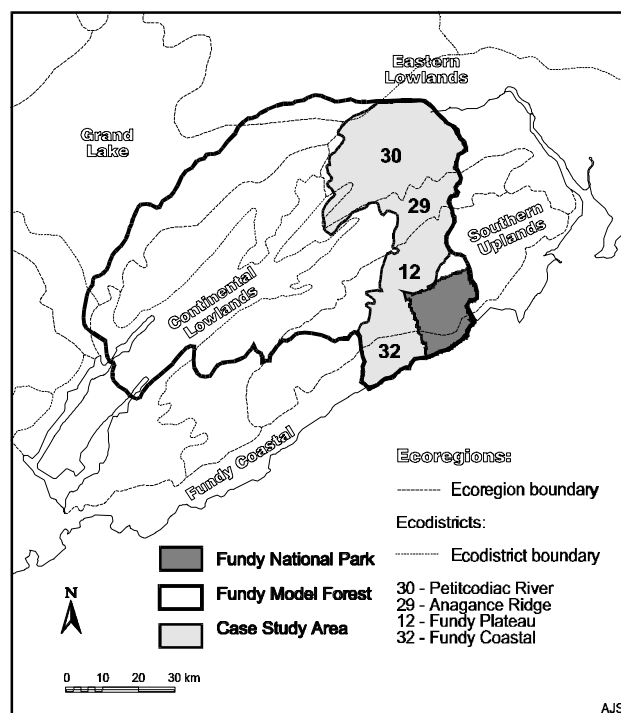 Eastern
Lowlands
Grand
Lake
30
29
Southern
Uplands
12
Continental
Lowlands
32
Fundy Coastal
Ecoregions:
Ecoregion boundary
Ecodistricts:
Ecodistrict boundary
Fundy National Park
Fundy Model Forest
Case Study Area
30 - Petitcodiac River
29 - Anagance Ridge
12 - Fundy Plateau
32 - Fundy Coastal
N
0 10 20 30 km
AJS